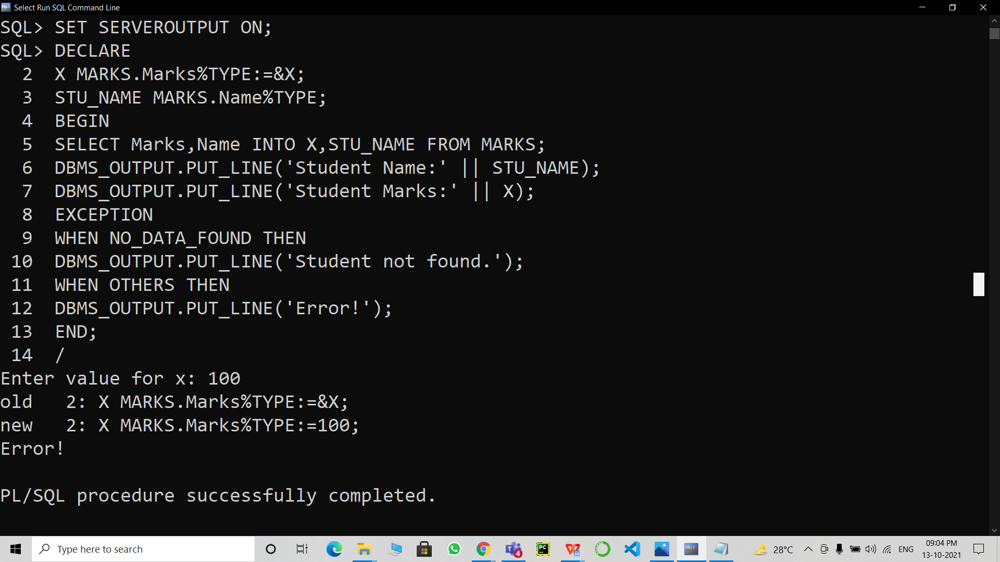 Select Run SQL Command Line
SQL> SET SERVEROUTPUT ON;
SQL> DECLARE
  2  X MARKS.Marks%TYPE:=&X;
  3  STU_NAME MARKS.Name%TYPE;
  4  BEGIN
  5  SELECT Marks,Name INTO X,STU_NAME FROM MARKS;
  6  DBMS_OUTPUT.PUT_LINE('Student Name:' || STU_NAME);
  7  DBMS_OUTPUT.PUT_LINE('Student Marks:' || X);
  8  EXCEPTION
  9  WHEN NO_DATA_FOUND THEN
 10  DBMS_OUTPUT.PUT_LINE('Student not found.');
 11  WHEN OTHERS THEN
 12  DBMS_OUTPUT.PUT_LINE('Error!');
 13  END;
 14  /
Enter value for x: 100
old   2: X MARKS.Marks%TYPE:=&X;
new   2: X MARKS.Marks%TYPE:=100;
Error!
PL/SQL procedure successfully completed.
Type here to search
4
PC
28°C
ENG
09:04 PM
13-10-2021